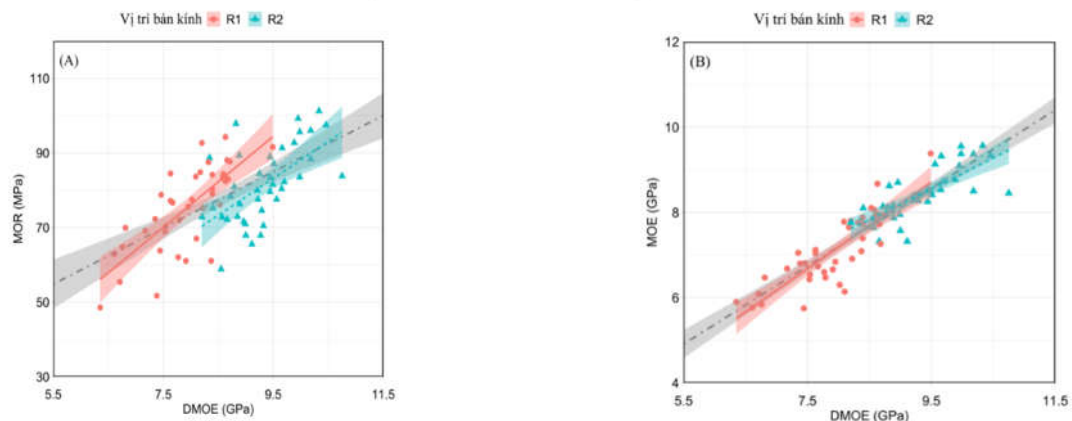 Vị trí bán kính R1 R2
(A)
110
90
70
50
30
MOR (MPa)
5.5 7.5 9.5 11.5
DMOE (GPa)
Vị trí bán kính R1 R2
(B)
12
10
8
6
4
MOE (GPa)
5.5 7.5 9.5 11.5
DMOE (GPa)